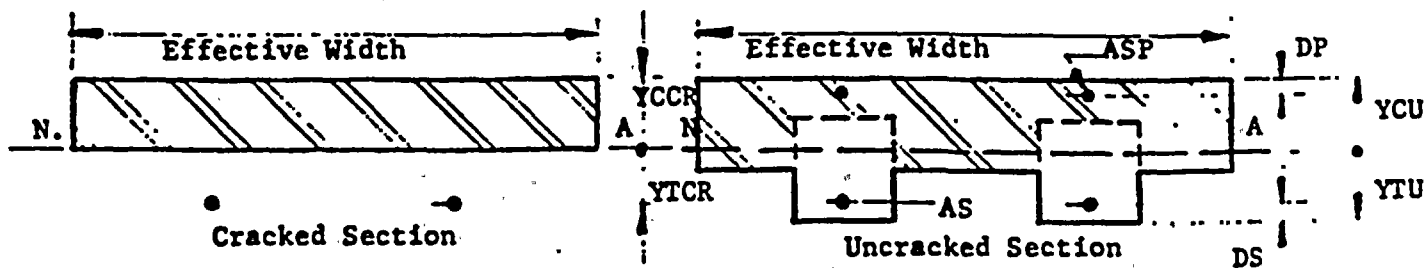 Effective Width
Effective Width
ASP
DP
YCCR
YCU
N.
A
N
A
YTCR
YTU
AS
Cracked Section
Uncracked Section
DS